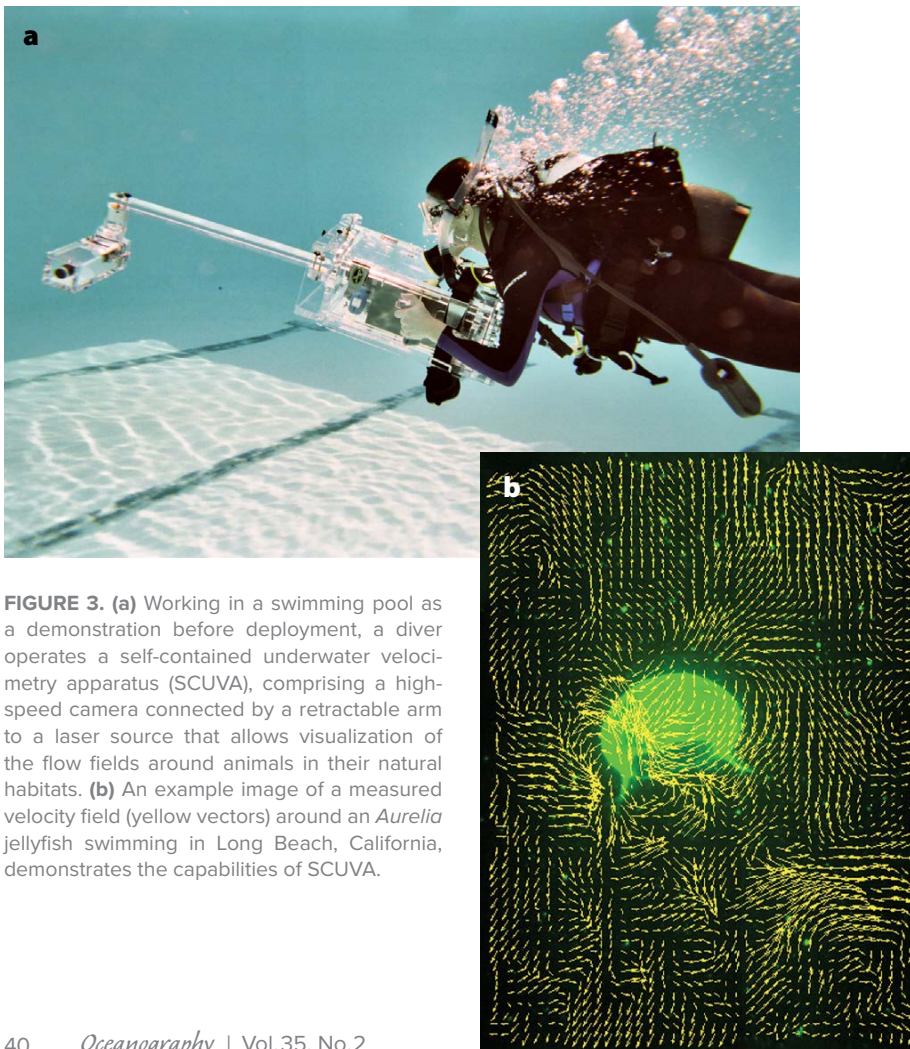 a
b
FIGURE 3. (a) Working in a swimming pool as
a demonstration before deployment, a diver
operates a self-contained underwater veloci-
metry apparatus (SCUVA), comprising a high-
speed camera connected by a retractable arm
to a laser source that allows visualization of
the flow fields around animals in their natural
habitats. (b) An example image of a measured
velocity field (yellow vectors) around an Aurelia
jellyfish swimming in Long Beach, California,
demonstrates the capabilities of SCUVA.
40 Oceanography | Vol.35, No.2